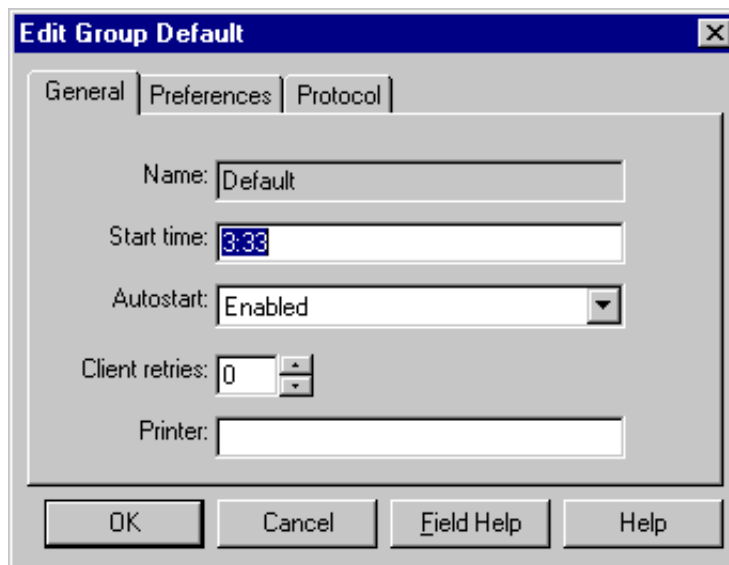 Edit Group Default
General Preferences Protocol
Name: Default
Start time: 3:33
Autostart: Enabled
Client retries: 0
Printer:
OK Cancel Field Help Help